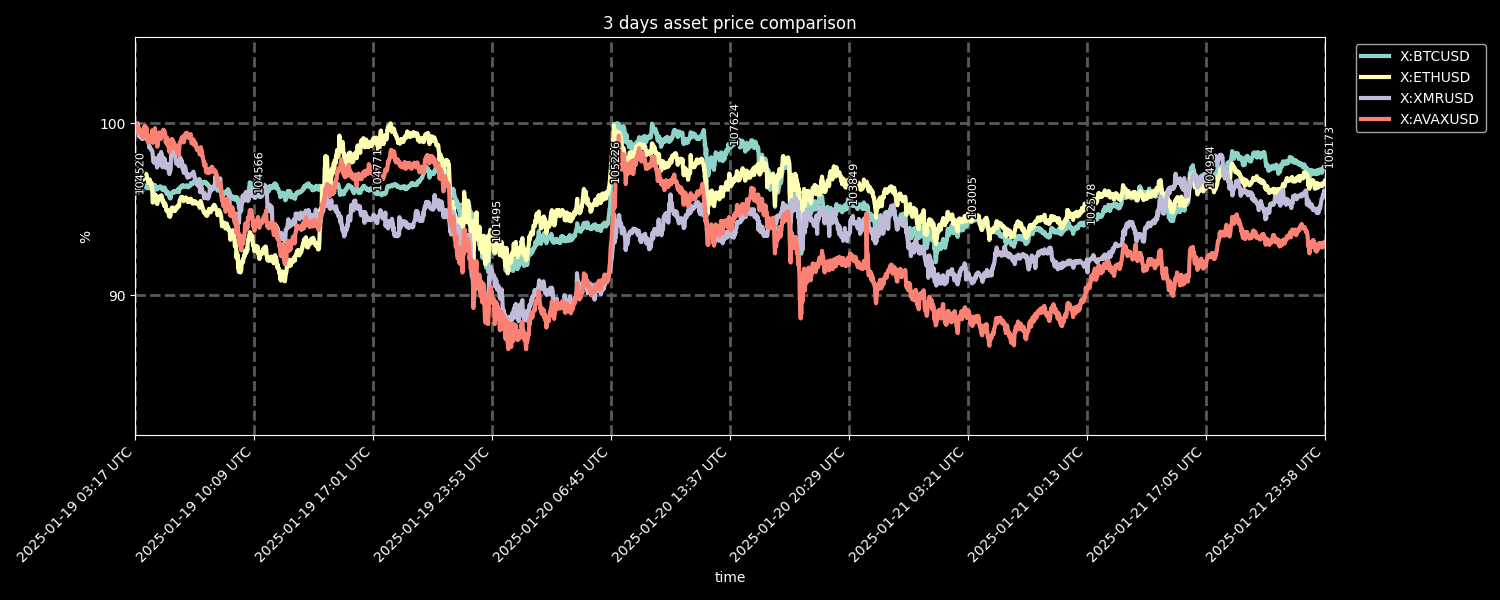 3 days asset price comparison
X:BTCUSD
X:ETHUSD
X:XMRUSD
X:AVAXUSD
100
90
%
104520
104566
104771
101495
105226
107624
103849
103005
102578
104954
106173
2025-01-19 03:17 UTC
2025-01-19 10:09 UTC
2025-01-19 17:01 UTC
2025-01-19 23:53 UTC
2025-01-20 06:45 UTC
2025-01-20 13:37 UTC
2025-01-20 20:29 UTC
2025-01-21 03:21 UTC
2025-01-21 10:13 UTC
2025-01-21 17:05 UTC
2025-01-21 23:58 UTC
time